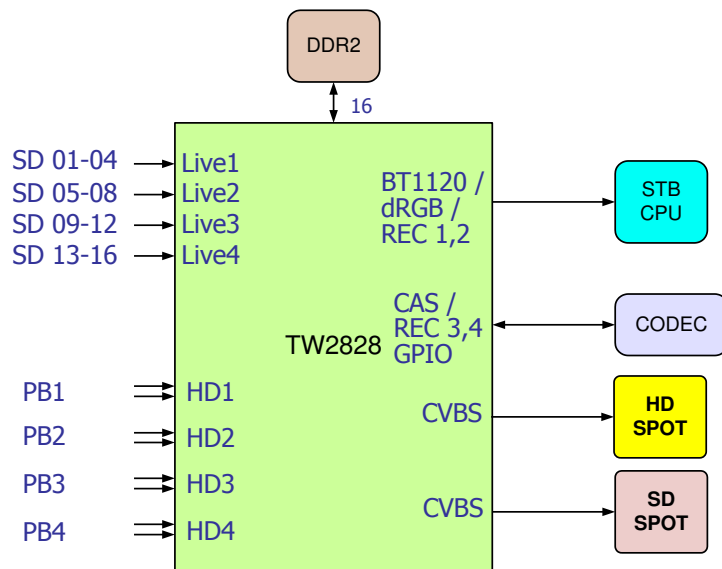 DDR2
16
SD 01-04
Live1
SD 05-08
Live2
SD 09-12
Live3
SD 13-16
Live4
BT1120 /
dRGB /
REC 1,2
STB
CPU
CAS /
REC 3,4
GPIO
CODEC
TW2828
PB1
HD1
PB2
HD2
PB3
HD3
PB4
HD4
CVBS
HD
SPOT
CVBS
SD
SPOT